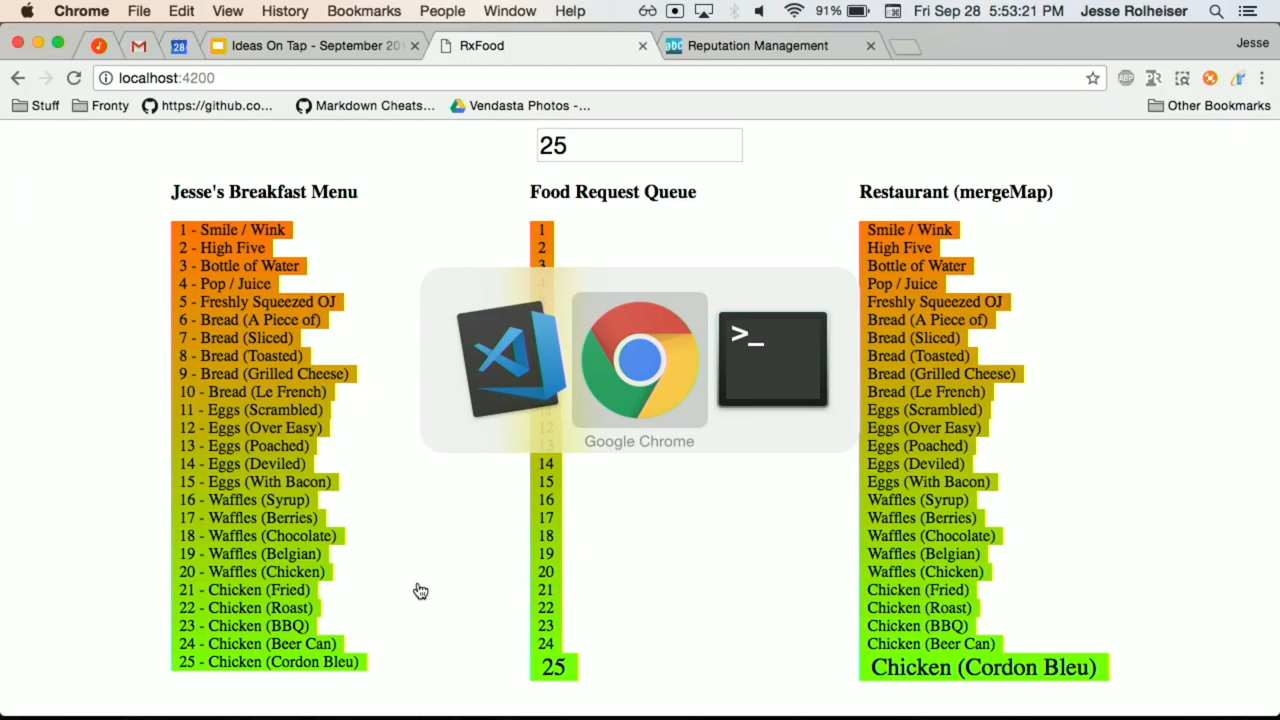 Chrome File Edit View History Bookmarks People Window Help 91% Fri Sep 28 5:53:21 PM Jesse Rolheiser
28 Ideas On Tap - September 20 RxFood abc Reputation Management Jesse
localhost:4200 ABP
Stuff Fronty https://github.co... Markdown Cheats... Vendasta Photos -... Other Bookmarks
25
Jesse's Breakfast Menu
1 - Smile / Wink
2 - High Five
3 - Bottle of Water
4 - Pop / Juice
5 - Freshly Squeezed OJ
6 - Bread (A Piece of)
7 - Bread (Sliced)
8 - Bread (Toasted)
9 - Bread (Grilled Cheese)
10 - Bread (Le French)
11 - Eggs (Scrambled)
12 - Eggs (Over Easy)
13 - Eggs (Poached)
14 - Eggs (Deviled)
15 - Eggs (With Bacon)
16 - Waffles (Syrup)
17 - Waffles (Berries)
18 - Waffles (Chocolate)
19 - Waffles (Belgian)
20 - Waffles (Chicken)
21 - Chicken (Fried)
22 - Chicken (Roast)
23 - Chicken (BBQ)
24 - Chicken (Beer Can)
25 - Chicken (Cordon Bleu)
Food Request Queue
1
2
3
12
13
14
15
16
17
18
19
20
21
22
23
24
25
>_
Google Chrome
Restaurant (mergeMap)
Smile / Wink
High Five
Bottle of Water
Pop / Juice
Freshly Squeezed OJ
Bread (A Piece of)
Bread (Sliced)
Bread (Toasted)
Bread (Grilled Cheese)
Bread (Le French)
Eggs (Scrambled)
Eggs (Over Easy)
Eggs (Poached)
Eggs (Deviled)
Eggs (With Bacon)
Waffles (Syrup)
Waffles (Berries)
Waffles (Chocolate)
Waffles (Belgian)
Waffles (Chicken)
Chicken (Fried)
Chicken (Roast)
Chicken (BBQ)
Chicken (Beer Can)
Chicken (Cordon Bleu)